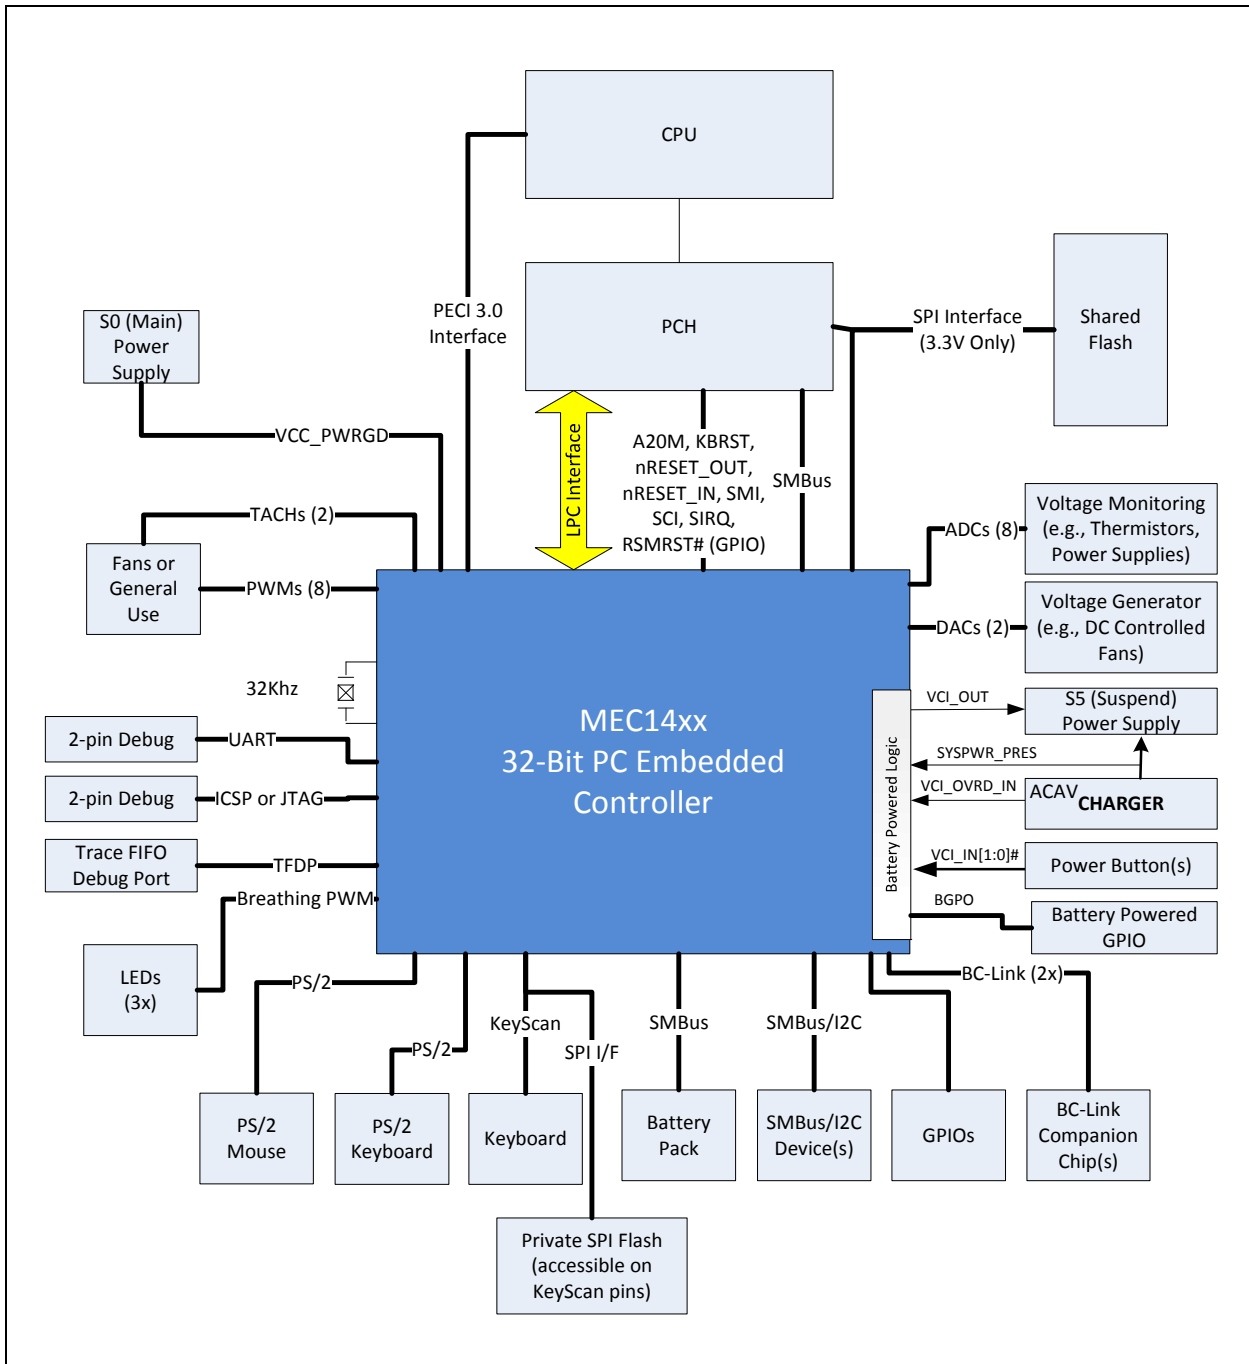 CPU
PCH
PECI 3.0
Interface
SPI Interface
(3.3V Only)
Shared
Flash
S0 (Main)
Power
Supply
VCC_PWRGD
LPC Interface
A20M, KBRST,
nRESET_OUT,
nRESET_IN, SMI,
SCI, SIRQ,
RSMRST# (GPIO)
SMBus
TACHs (2)
Fans or
General
Use
PWMs (8)
ADCs (8)
Voltage Monitoring
(e.g., Thermistors,
Power Supplies)
DACs (2)
Voltage Generator
(e.g., DC Controlled
Fans)
32Khz
MEC14xx
32-Bit PC Embedded
Controller
Battery Powered Logic
VCI_OUT
S5 (Suspend)
Power Supply
SYSPWR_PRES
VCI_OVRD_IN
ACAV
CHARGER
VCI_IN[1:0]#
Power Button(s)
BGPO
Battery Powered
GPIO
2-pin Debug
UART
2-pin Debug
ICSP or JTAG
Trace FIFO
Debug Port
TFDP
Breathing PWM
LEDs
(3x)
PS/2
PS/2
KeyScan
SPI I/F
SMBus
SMBus/I2C
BC-Link (2x)
PS/2
Mouse
PS/2
Keyboard
Keyboard
Battery
Pack
SMBus/I2C
Device(s)
GPIOs
BC-Link
Companion
Chip(s)
Private SPI Flash
(accessible on
KeyScan pins)